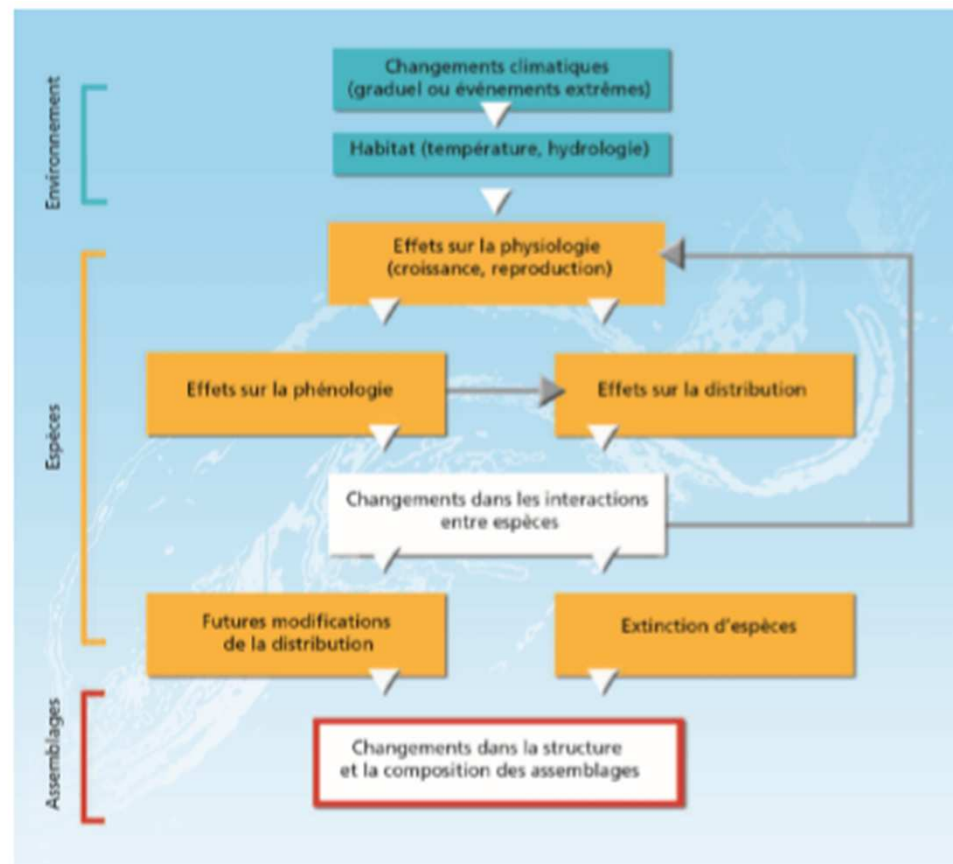 Environnement
Changements climatiques
(graduel ou événements extrêmes)
Habitat (température, hydrologie)
Espèces
Effets sur la physiologie
(croissance, reproduction)
Effets sur la phénologie
Effets sur la distribution
Changements dans les interactions
entre espèces
Futures modifications
de la distribution
Extinction d'espèces
Assemblages
Changements dans la structure
et la composition des assemblages